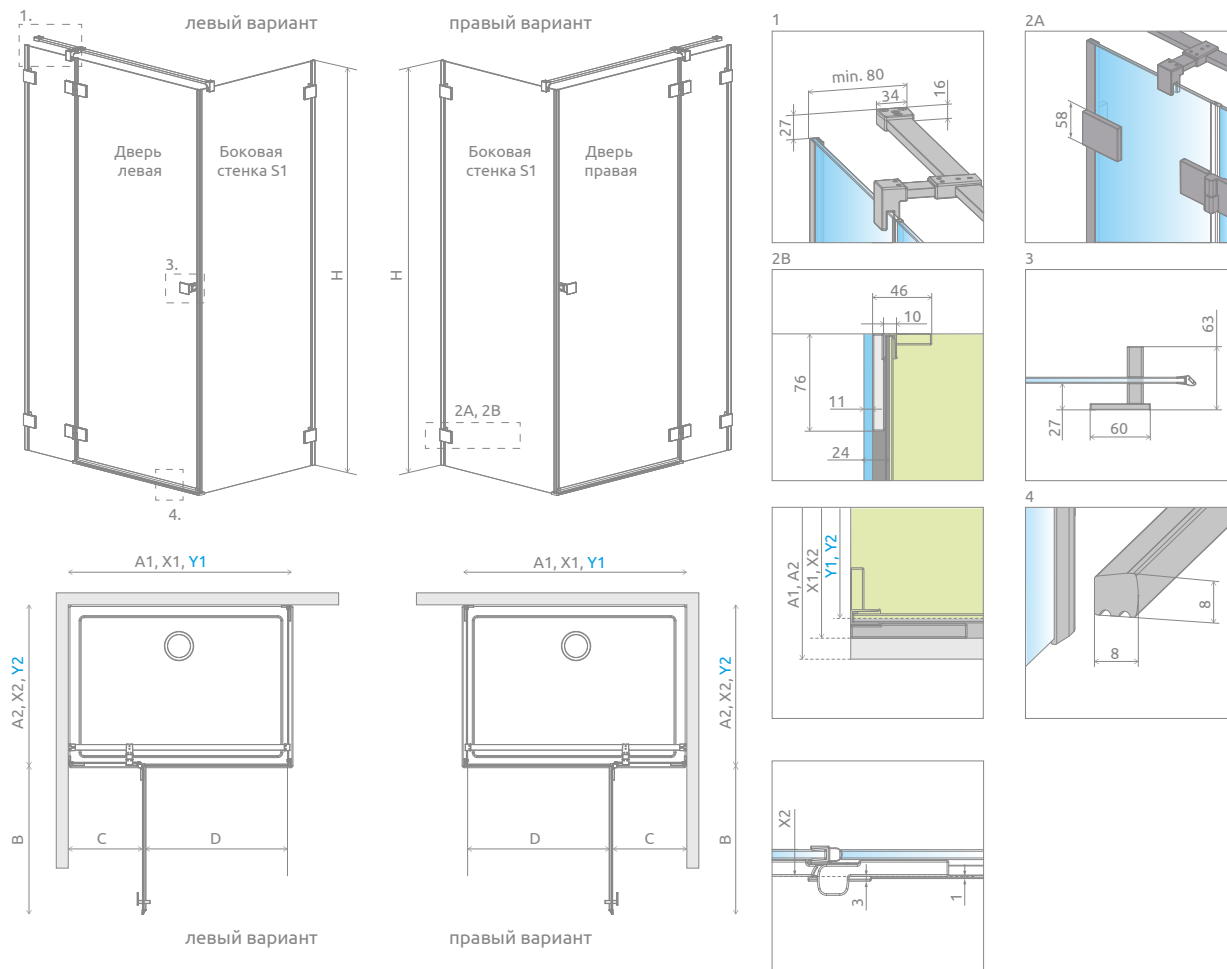 левый вариант
правый вариант
1.
Дверь
левая
Боковая
стенка S1
3.
H
4.
Боковая
стенка S1
Дверь
правая
H
2A, 2B
1
min. 80
34
16
27
2A
58
2B
46
10
76
11
24
3
63
27
60
A1, A2
X1, X2
Y1, Y2
4
8
8
A1, X1, Y1
A2, X2, Y2
B
C
D
A1, X1, Y1
A2, X2, Y2
B
D
C
X2
3
1
левый вариант
правый вариант